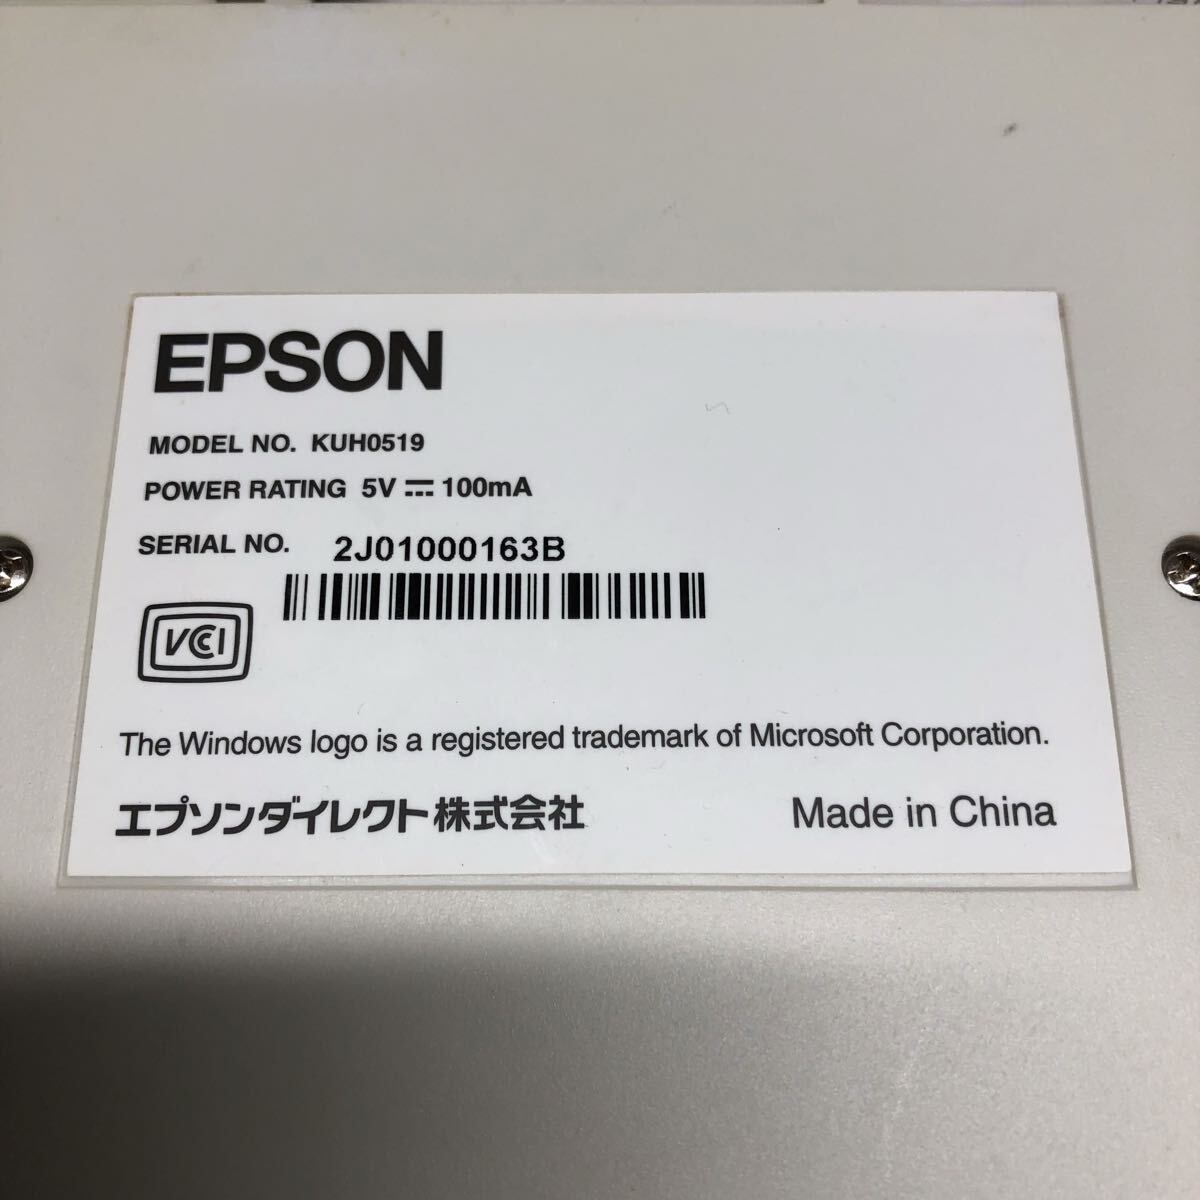 EPSON
MODEL NO. KUH0519
POWER RATING 5V ⎓ 100mA
SERIAL NO. 2J01000163B
VCCI
The Windows logo is a registered trademark of Microsoft Corporation.
エプソンダイレクト株式会社 Made in China